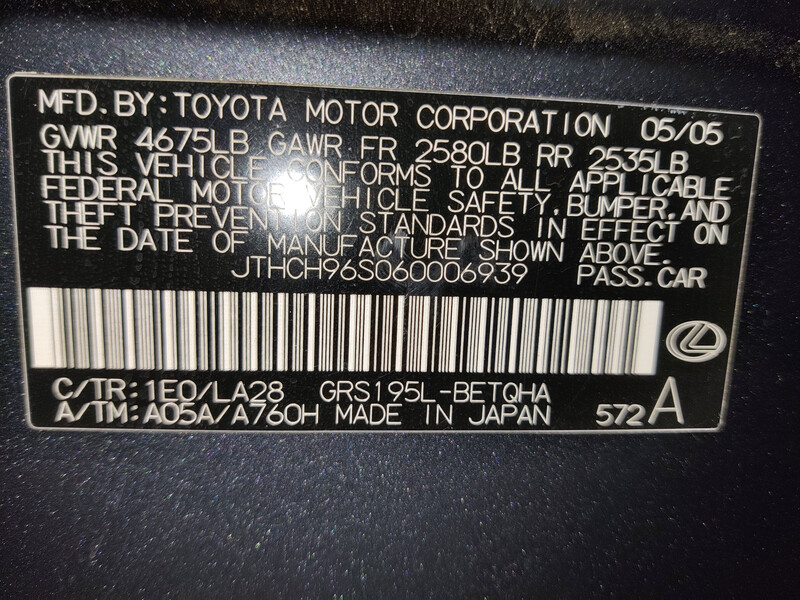 MFD. BY: TOYOTA MOTOR CORPORATION 05/05
GVWR 4675LB GAWR FR 2580LB RR 2535LB
THIS VEHICLE CONFORMS TO ALL APPLICABLE
FEDERAL MOTOR VEHICLE SAFETY, BUMPER, AND
THEFT PREVENTION STANDARDS IN EFFECT ON
THE DATE OF MANUFACTURE SHOWN ABOVE.
JTHCH96S060006939 PASS. CAR
C/TR: 1E0/LA28 GRS195L-BETQHA
A/TM: A05A/A760H MADE IN JAPAN 572A